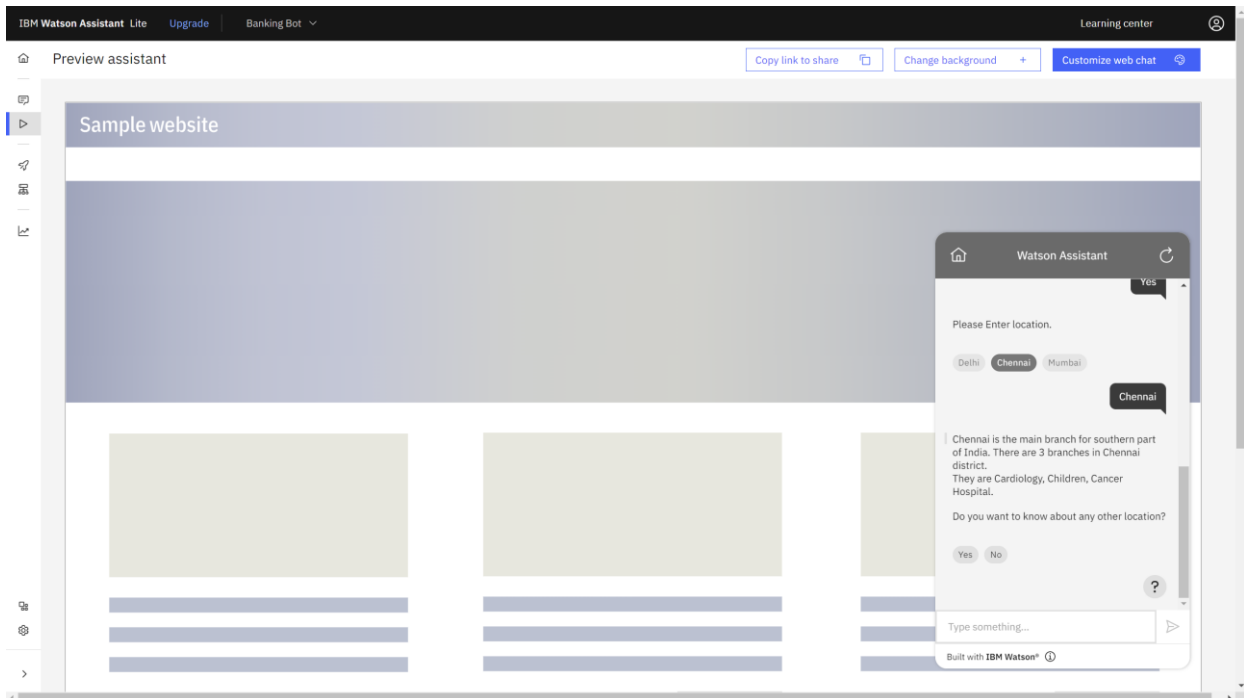 IBM Watson Assistant Lite Upgrade Banking Bot Learning center
Preview assistant Copy link to share Change background + Customize web chat
Sample website
Watson Assistant
Yes
Please Enter location.
Delhi Chennai Mumbai
Chennai
Chennai is the main branch for southern part
of India. There are 3 branches in Chennai
district.
They are Cardiology, Children, Cancer
Hospital.
Do you want to know about any other location?
Yes No
?
Type something...
Built with IBM Watson®